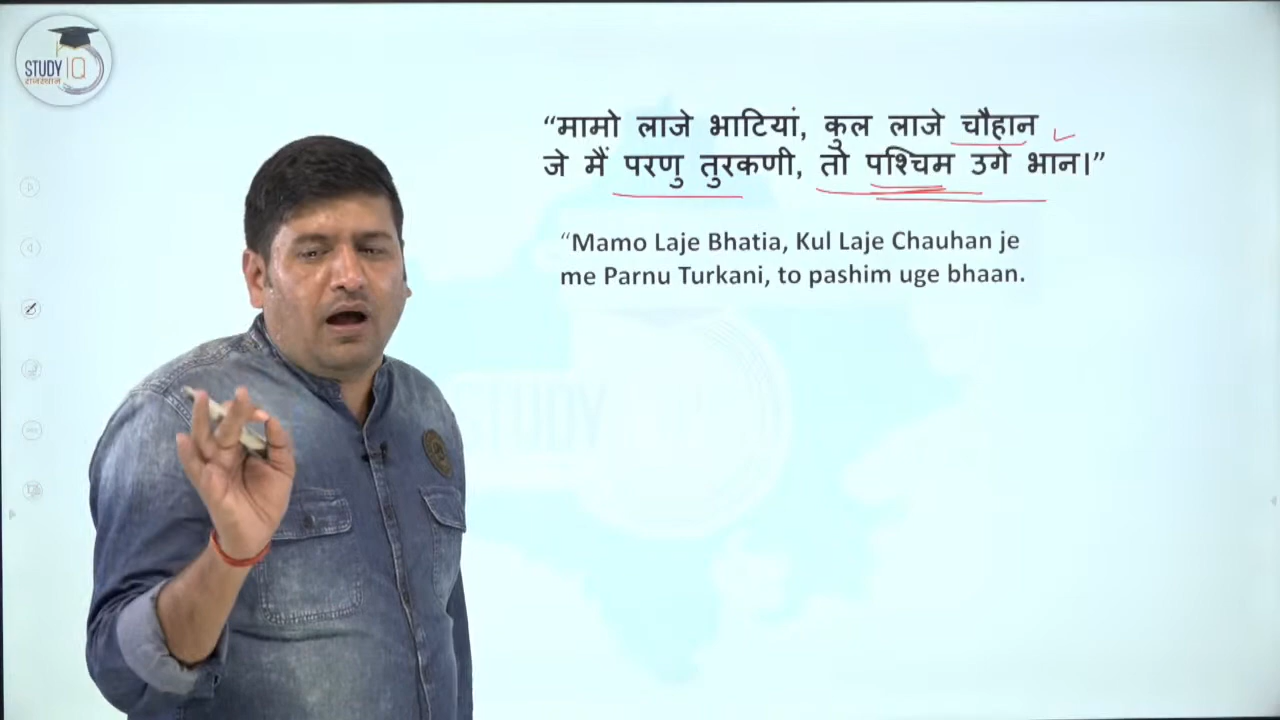 STUDY IQ
राजस्थान
“मामो लाजे भाटियां, कुल लाजे चौहान
जे मैं परणु तुरकणी, तो पश्चिम उगे भान।”
“Mamo Laje Bhatia, Kul Laje Chauhan je
me Parnu Turkani, to pashim uge bhaan.
STUDY